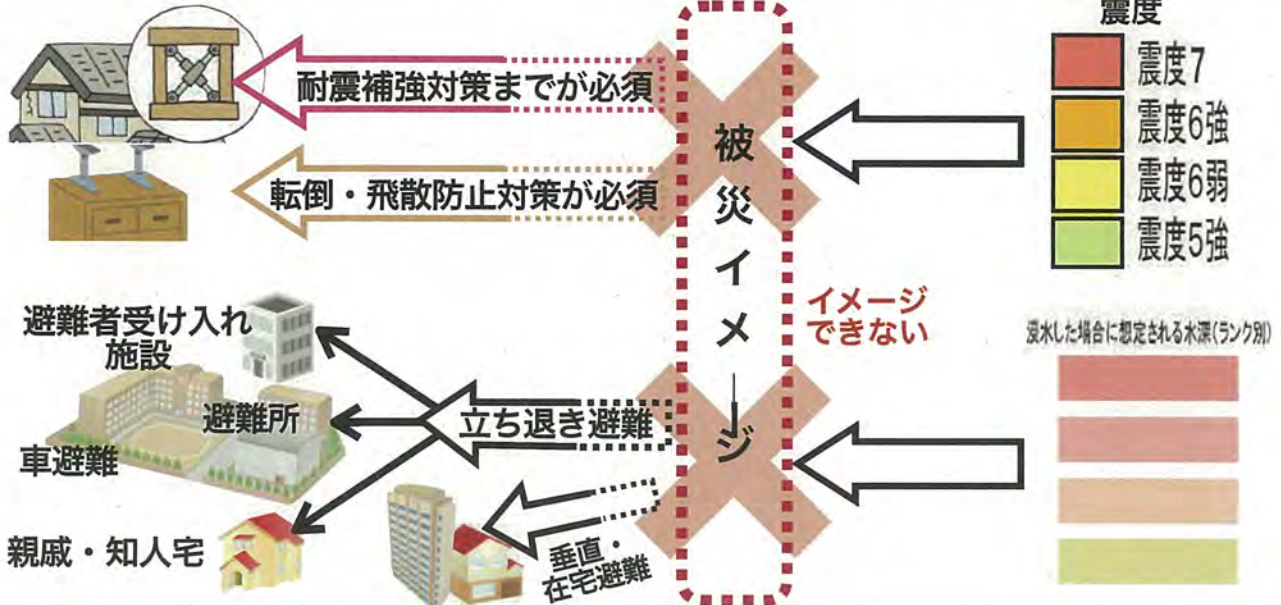 震度
震度7
震度6強
震度6弱
震度5強
耐震補強対策までが必須
転倒・飛散防止対策が必須
被災イメージ
イメージ
できない
浸水した場合に想定される水深(ランク別)
避難者受け入れ
施設
避難所
車避難
親戚・知人宅
立ち退き避難
垂直・
在宅避難